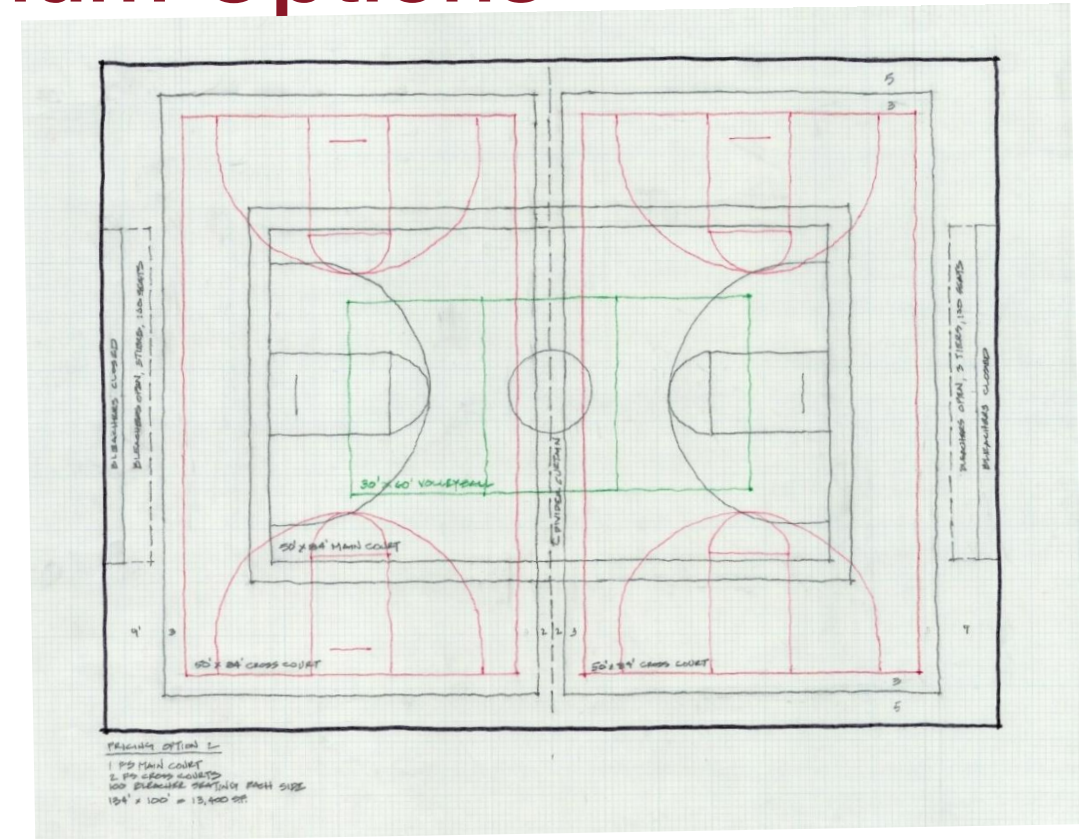 Options
5
3
BLEACHERS CLOSED
BLEACHERS OPEN, 3 TIERS, 100 SEATS
BLEACHERS OPEN, 3 TIERS, 100 SEATS
BLEACHERS CLOSED
30' x 60' VOLLEYBALL
DIVIDER CURTAIN
50' x 84' MAIN COURT
9'
3
2
2
3
9
50' x 84' CROSS COURT
50' x 84' CROSS COURT
3
5
PRICING OPTION 2
1 PS MAIN COURT
2 PS CROSS COURTS
100 BLEACHER SEATING EACH SIDE
134' x 100' = 13,400 SF.